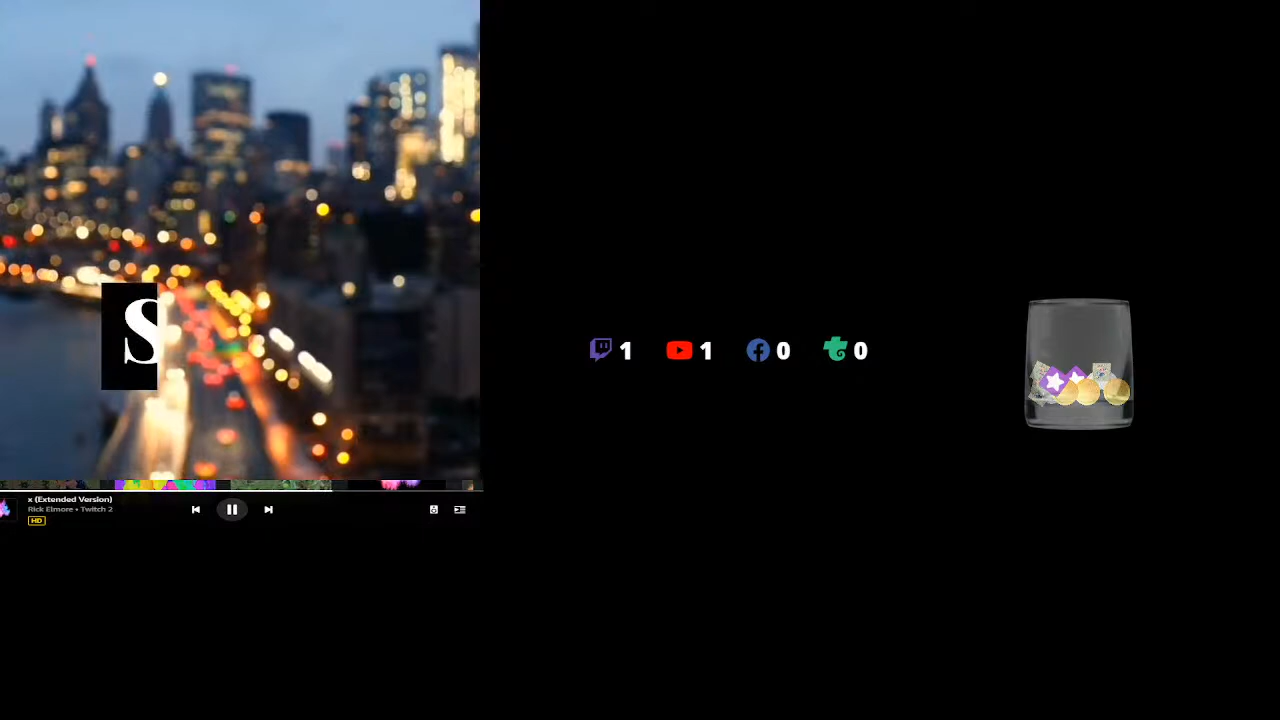 S
1 1 0 0
x (Extended Version)
Rick Elmore • Twitch 2
HD